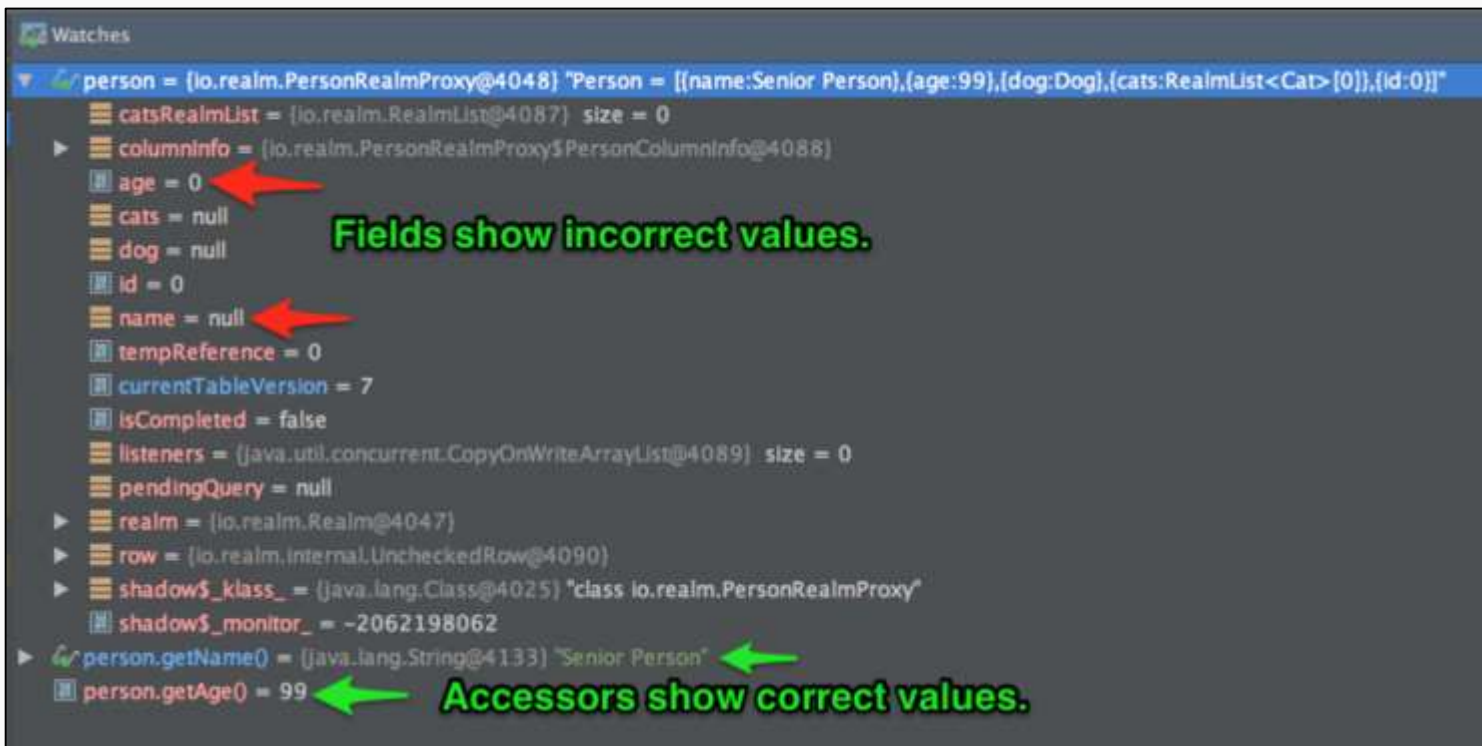 Watches
person = {io.realm.PersonRealmProxy@4048} "Person = [{name:Senior Person},{age:99},{dog:Dog},{cats:RealmList<Cat>[0]},{id:0}]"
catsRealmList = {io.realm.RealmList@4087} size = 0
columnInfo = {io.realm.PersonRealmProxy$PersonColumnInfo@4088}
age = 0
cats = null
Fields show incorrect values.
dog = null
id = 0
name = null
tempReference = 0
currentTableVersion = 7
isCompleted = false
listeners = {java.util.concurrent.CopyOnWriteArrayList@4089} size = 0
pendingQuery = null
realm = {io.realm.Realm@4047}
row = {io.realm.internal.UncheckedRow@4090}
shadow$_klass_ = {java.lang.Class@4025} "class io.realm.PersonRealmProxy"
shadow$_monitor_ = -2062198062
person.getName() = {java.lang.String@4133} "Senior Person"
person.getAge() = 99 Accessors show correct values.